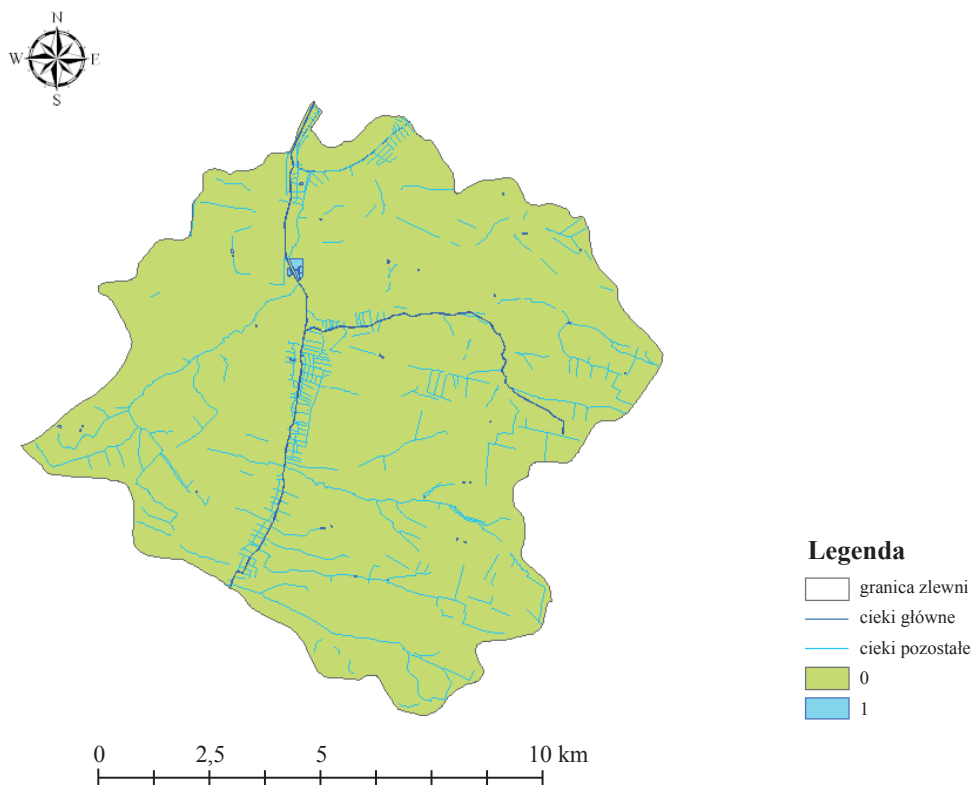 N
W E
S
Legenda
granica zlewni
cieki główne
cieki pozostałe
0
1
0 2,5 5 10 km